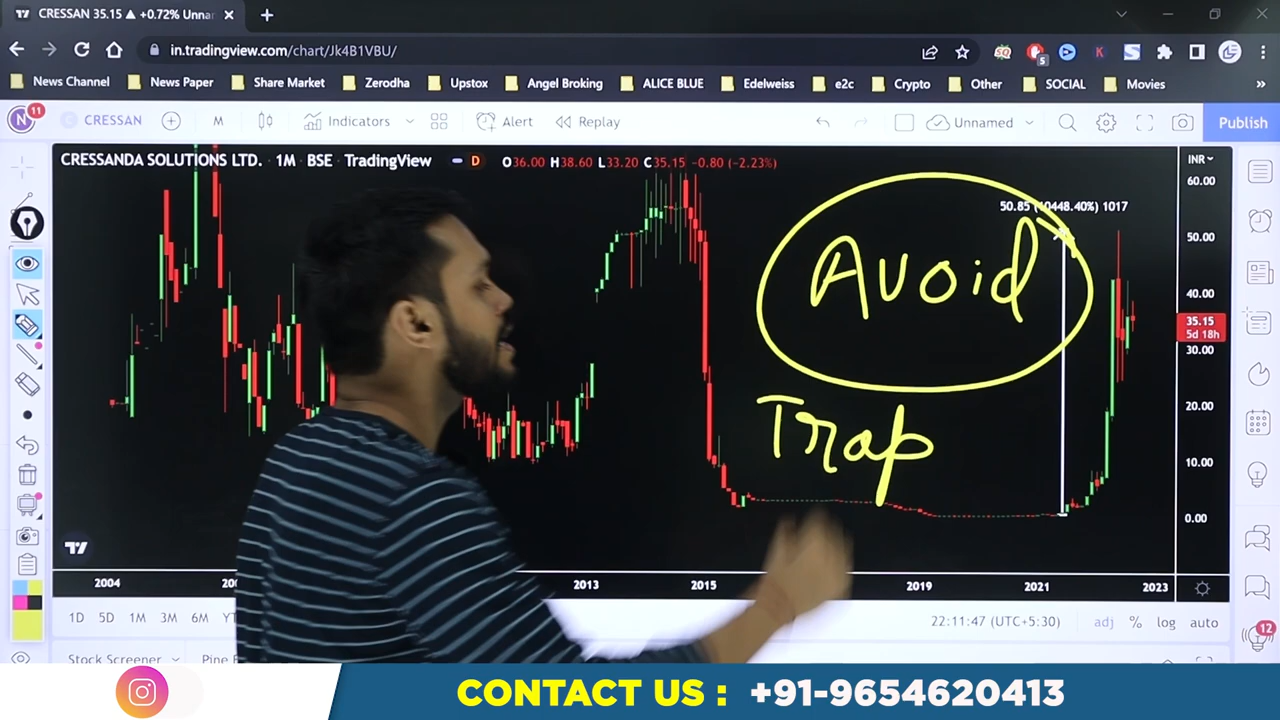 CRESSAN 35.15 ▲ +0.72% Unnar
in.tradingview.com/chart/Jk4B1VBU/
SQ 5 K
News Channel News Paper Share Market Zerodha Upstox Angel Broking ALICE BLUE Edelweiss e2c Crypto Other SOCIAL Movies »
N 11 CRESSAN M Indicators Alert Replay Unnamed Publish
CRESSANDA SOLUTIONS LTD. · 1M · BSE · TradingView D O36.00 H38.60 L33.20 C35.15 -0.80 (-2.23%) INR
60.00
50.85 (10448.40%) 1017
50.00
Avoid
40.00
35.15
5d 18h
30.00
Trap
20.00
10.00
0.00
2004 2013 2015 2019 2021 2023
1D 5D 1M 3M 6M 22:11:47 (UTC+5:30) adj % log auto
12
Stock Screener
CONTACT US : +91-9654620413